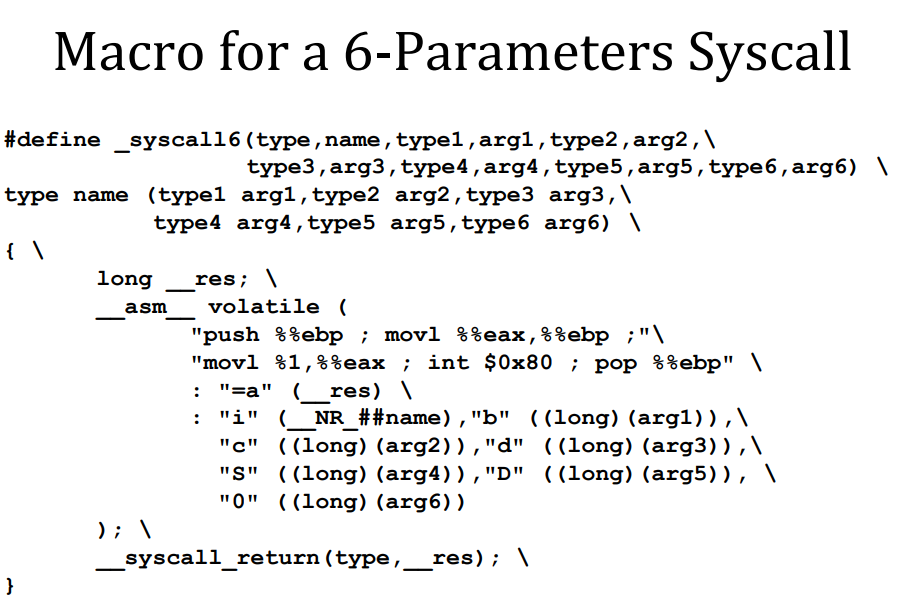 Macro for a 6-Parameters Syscall
#define _syscall6(type,name,type1,arg1,type2,arg2,\
type3,arg3,type4,arg4,type5,arg5,type6,arg6) \
type name (type1 arg1,type2 arg2,type3 arg3,\
type4 arg4,type5 arg5,type6 arg6) \
{ \
long __res; \
__asm__ volatile (
"push %%ebp ; movl %%eax,%%ebp ;"\
"movl %1,%%eax ; int $0x80 ; pop %%ebp" \
: "=a" (__res) \
: "i" (__NR_##name),"b" ((long)(arg1)),\
"c" ((long)(arg2)),"d" ((long)(arg3)),\
"S" ((long)(arg4)),"D" ((long)(arg5)), \
"0" ((long)(arg6))
); \
__syscall_return(type,__res); \
}